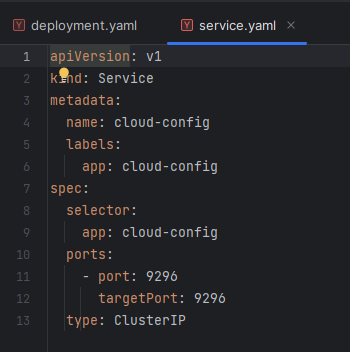 deployment.yaml service.yaml ×
1 apiVersion: v1
2 kind: Service
3 metadata:
4   name: cloud-config
5   labels:
6     app: cloud-config
7 spec:
8   selector:
9     app: cloud-config
10   ports:
11     - port: 9296
12       targetPort: 9296
13   type: ClusterIP